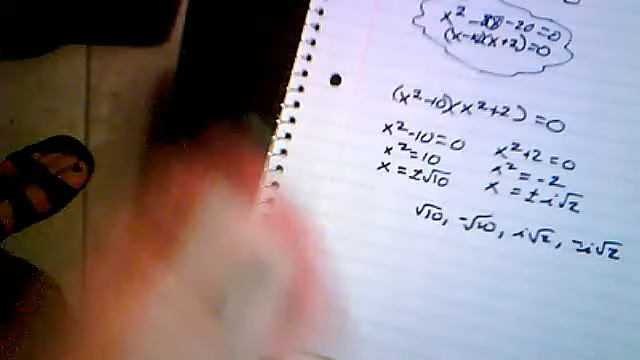 x² - 8x - 20 = 0
(x-10)(x+2)=0
(x²-10)(x²+2)=0
x²-10=0 x²+2=0
x²=10 x²=-2
x=±√10 x=±i√2
√10, -√10, i√2, -i√2